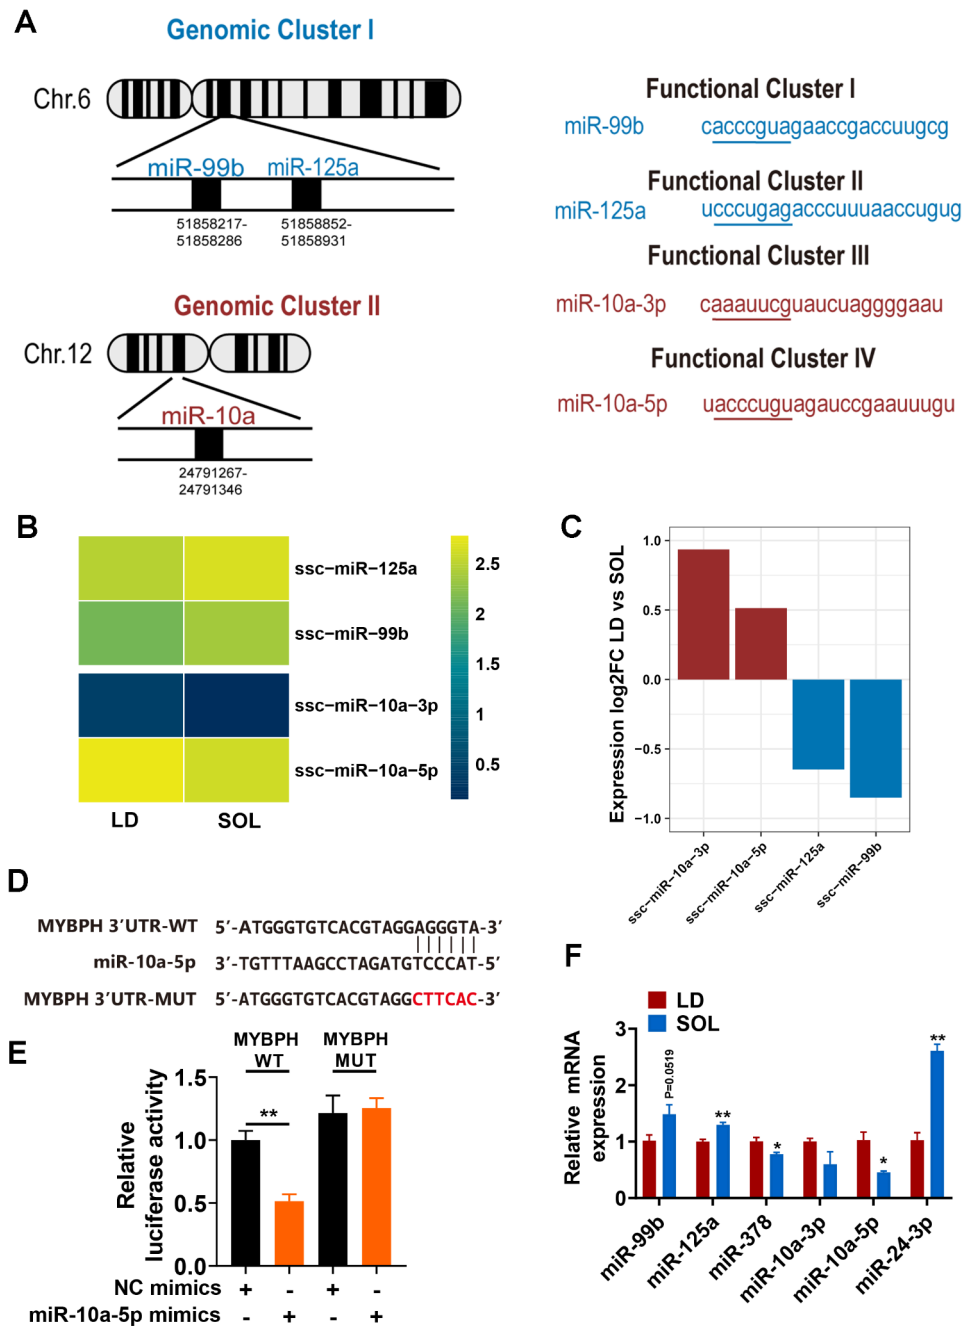 A
Genomic Cluster I
Chr.6
miR-99b miR-125a
51858217- 51858852-
51858286 51858931
Genomic Cluster II
Chr.12
miR-10a
24791267-
24791346
Functional Cluster I
miR-99b cacccguagaaccgaccuugcg
Functional Cluster II
miR-125a ucccugagacccuuuaaccugug
Functional Cluster III
miR-10a-3p caaauucguaucuaggggaau
Functional Cluster IV
miR-10a-5p uacccuguagauccgaauuugu
B
ssc-miR-125a
ssc-miR-99b
ssc-miR-10a-3p
ssc-miR-10a-5p
LD SOL
2.5
2
1.5
1
0.5
C
Expression log2FC LD vs SOL
1.0
0.5
0.0
−0.5
−1.0
ssc-miR-10a-3p
ssc-miR-10a-5p
ssc-miR-125a
ssc-miR-99b
D
MYBPH 3’UTR-WT 5’-ATGGGTGTCACGTAGGAGGGTA-3’
miR-10a-5p 3’-TGTTTAAGCCTAGATGTCCCAT-5’
MYBPH 3’UTR-MUT 5’-ATGGGTGTCACGTAGGCTTCAC-3’
E
MYBPH MYBPH
WT MUT
Relative
luciferase activity
1.5
1.0
0.5
0.0
**
NC mimics + - + -
miR-10a-5p mimics - + - +
F
LD
SOL
Relative mRNA
expression
3
2
1
0
P=0.0519
**
*
*
**
miR-99b
miR-125a
miR-378
miR-10a-3p
miR-10a-5p
miR-24-3p